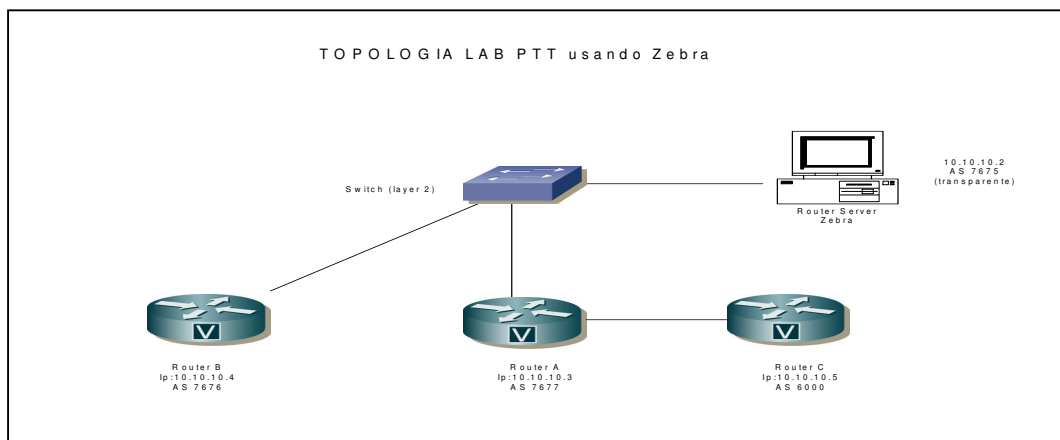 TOPOLOGIA LAB PTT usando Zebra
Switch (layer 2)
10.10.10.2
AS 7675
(transparente)
Router Server
Zebra
V
V
V
Router B
Ip:10.10.10.4
AS 7676
Router A
Ip:10.10.10.3
AS 7677
Router C
Ip:10.10.10.5
AS 6000